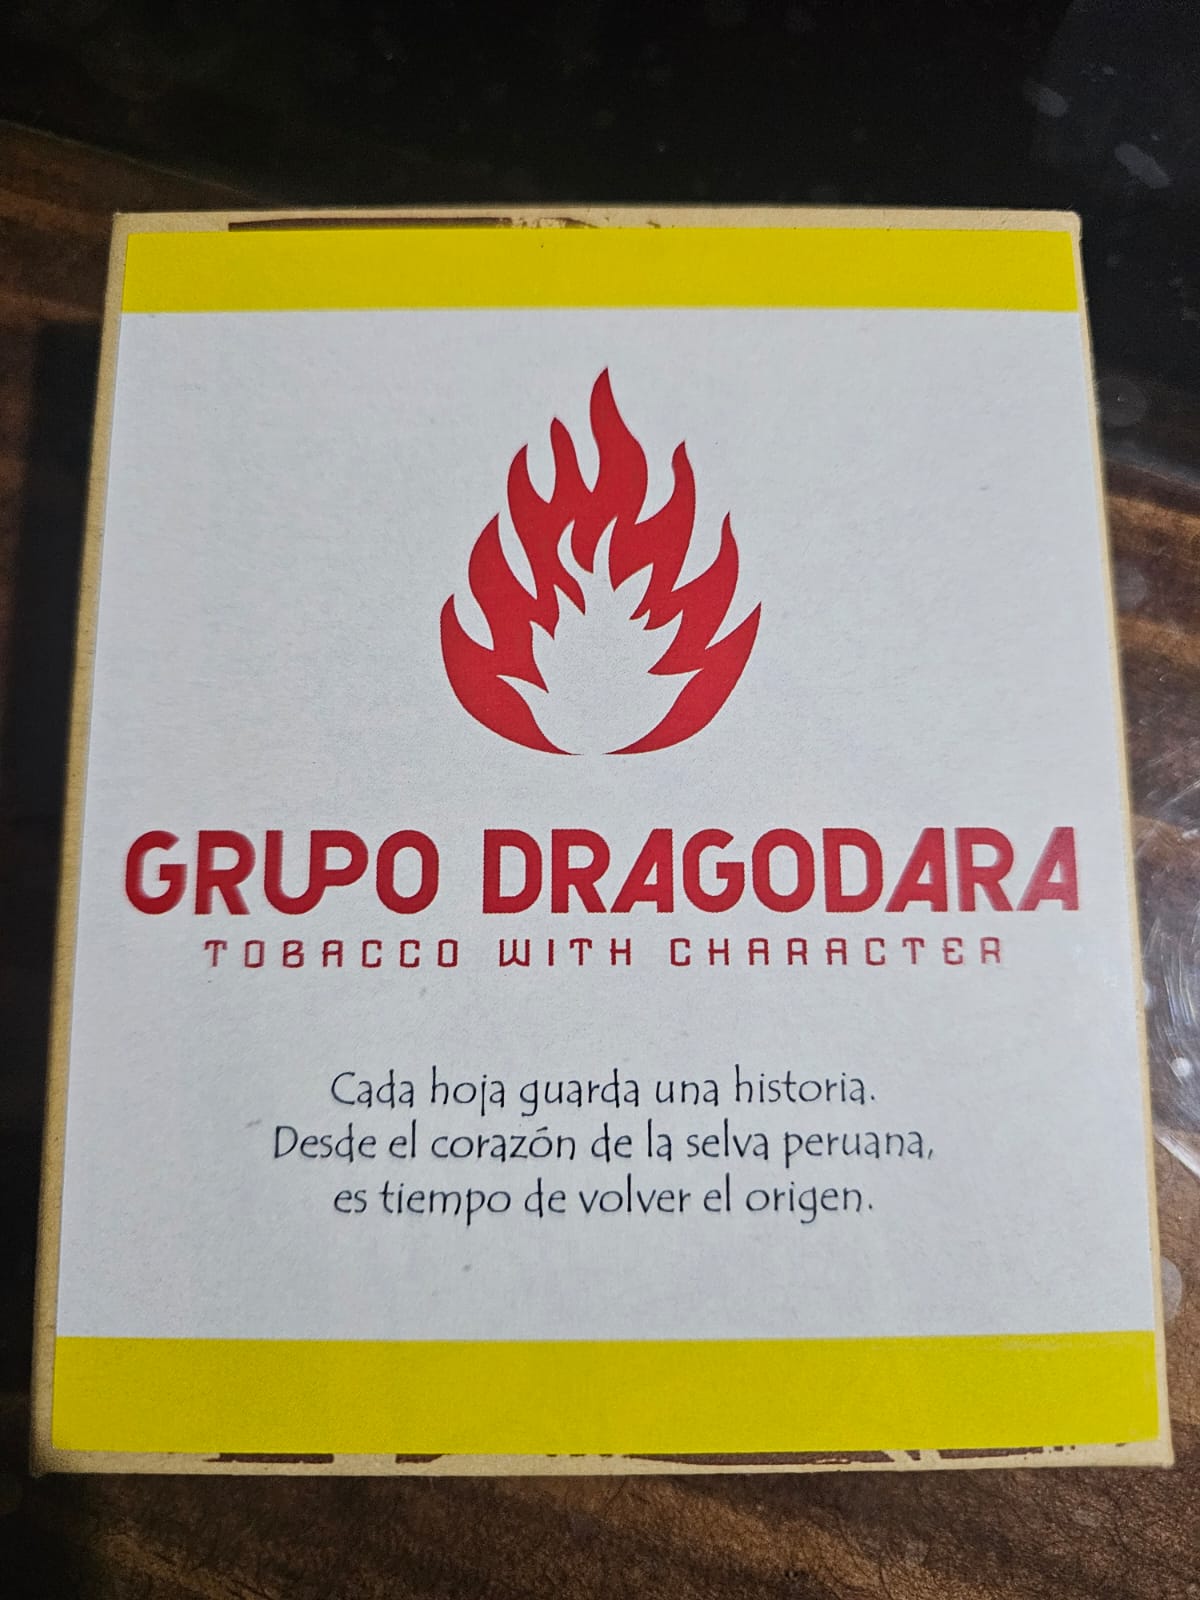 GRUPO DRAGODARA
TOBACCO WITH CHARACTER
Cada hoja guarda una historia.
Desde el corazón de la selva peruana,
es tiempo de volver el origen.